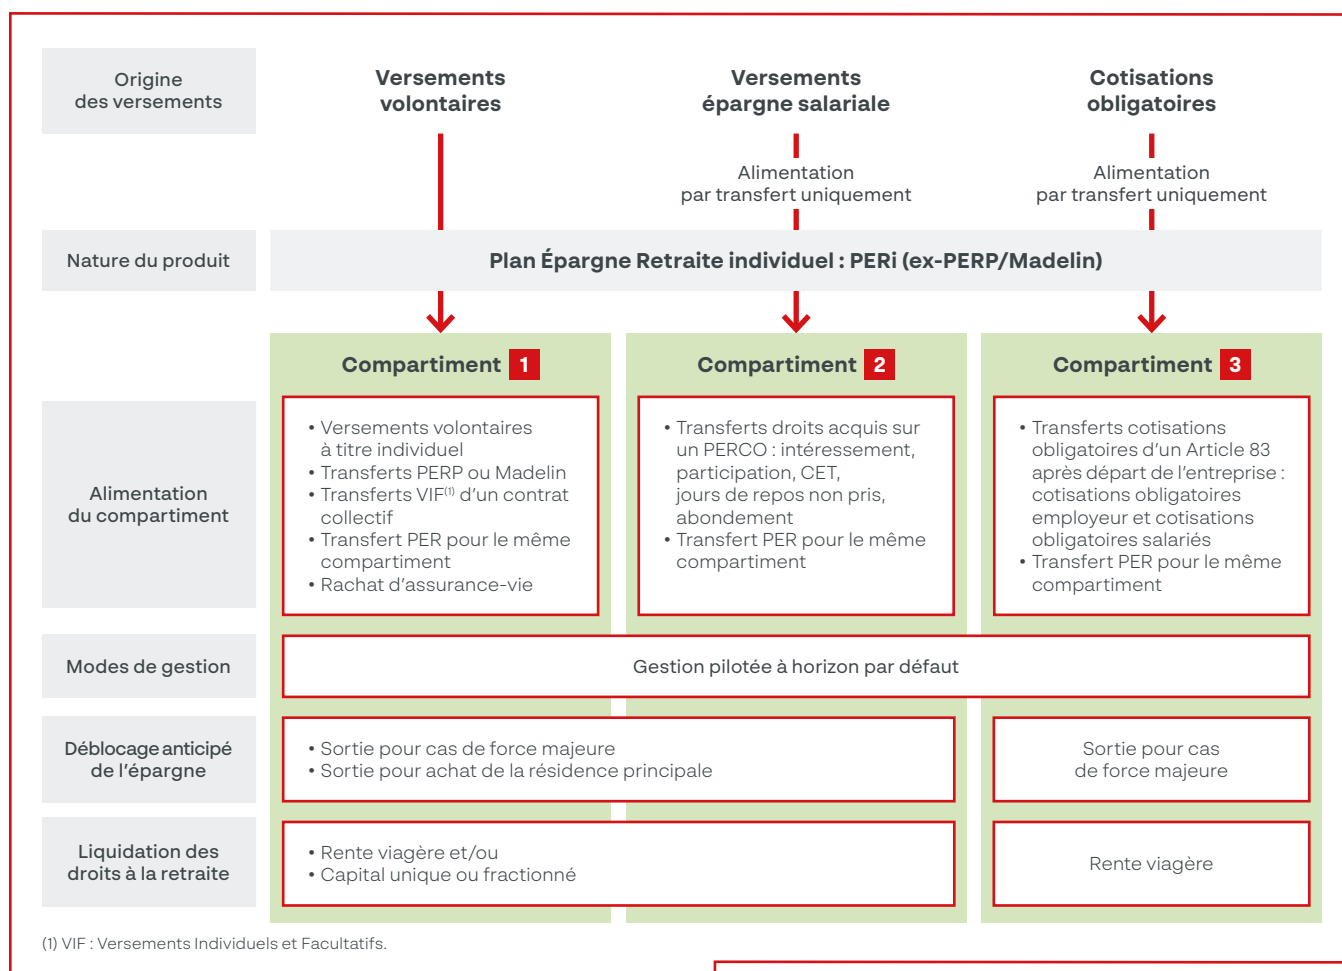 Origine
des versements
Versements
volontaires
Versements
épargne salariale
Cotisations
obligatoires
Alimentation
par transfert uniquement
Alimentation
par transfert uniquement
Nature du produit
Plan Épargne Retraite individuel : PERi (ex-PERP/Madelin)
Compartiment 1
Compartiment 2
Compartiment 3
Alimentation
du compartiment
• Versements volontaires
à titre individuel
• Transferts PERP ou Madelin
• Transferts VIF(1) d’un contrat
collectif
• Transfert PER pour le même
compartiment
• Rachat d’assurance-vie
• Transferts droits acquis sur
un PERCO : intéressement,
participation, CET,
jours de repos non pris,
abondement
• Transfert PER pour le même
compartiment
• Transferts cotisations
obligatoires d’un Article 83
après départ de l’entreprise :
cotisations obligatoires
employeur et cotisations
obligatoires salariés
• Transfert PER pour le même
compartiment
Modes de gestion
Gestion pilotée à horizon par défaut
Déblocage anticipé
de l’épargne
• Sortie pour cas de force majeure
• Sortie pour achat de la résidence principale
Sortie pour cas
de force majeure
Liquidation des
droits à la retraite
• Rente viagère et/ou
• Capital unique ou fractionné
Rente viagère
(1) VIF : Versements Individuels et Facultatifs.